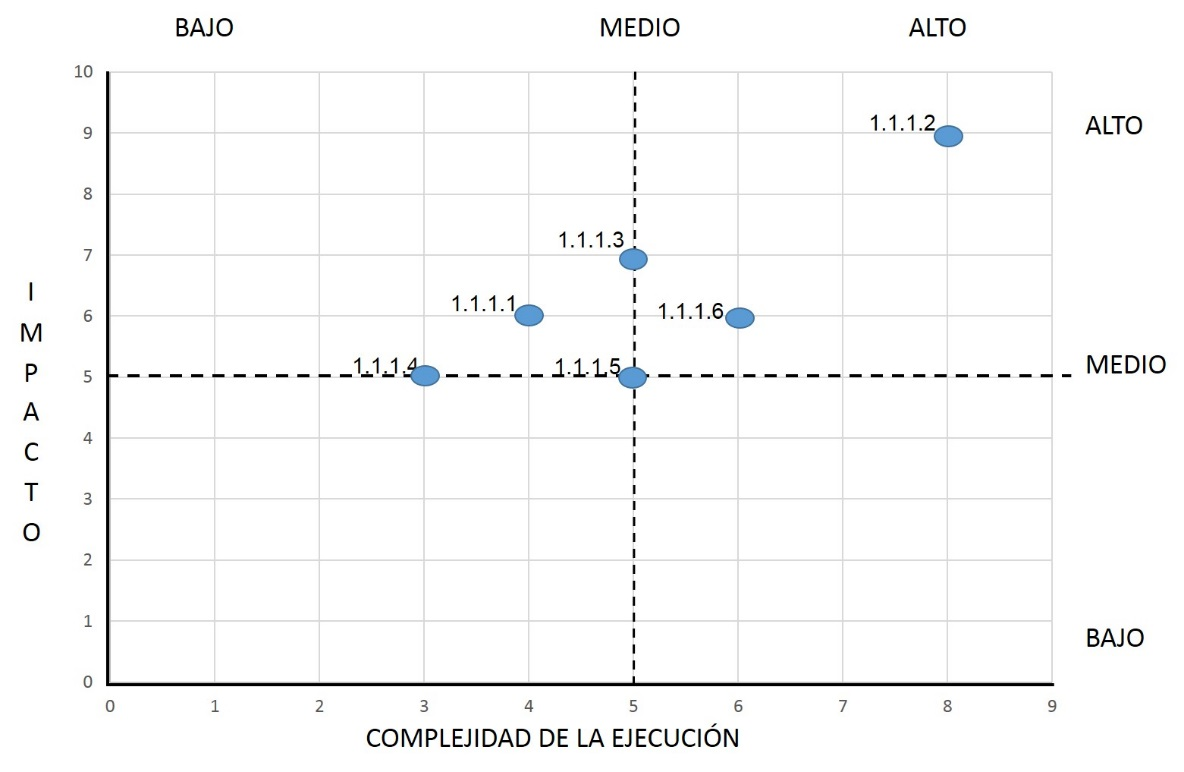 BAJO MEDIO ALTO
10
9
1.1.1.2
ALTO
8
7
1.1.1.3
6
1.1.1.1
1.1.1.6
5
1.1.1.4
1.1.1.5
MEDIO
4
3
2
1
BAJO
0
I
M
P
A
C
T
O
0 1 2 3 4 5 6 7 8 9
COMPLEJIDAD DE LA EJECUCIÓN